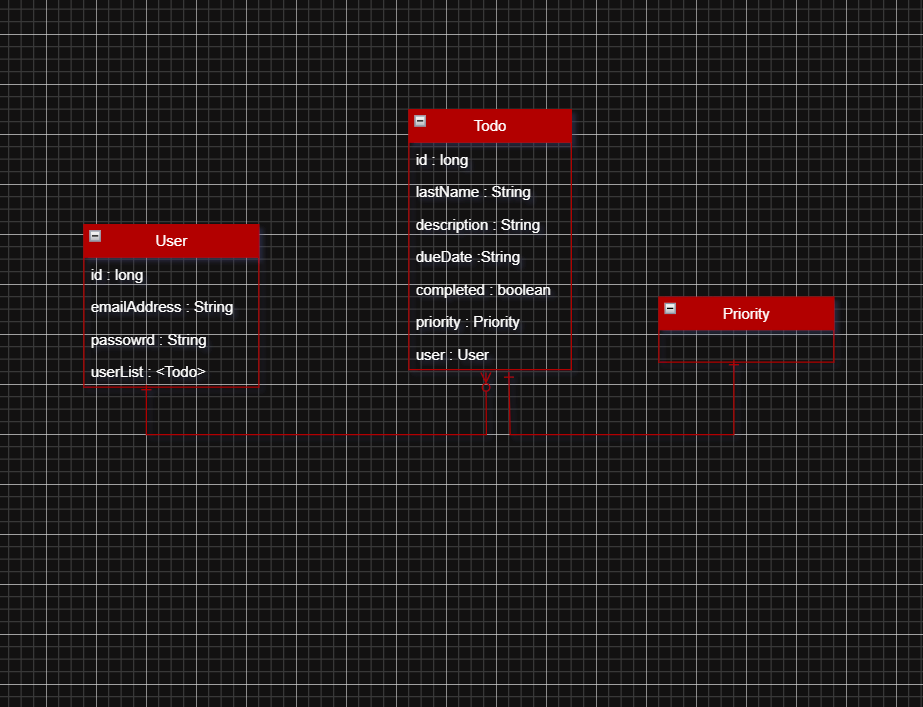 User
id : long
emailAddress : String
passowrd : String
userList : <Todo>
Todo
id : long
lastName : String
description : String
dueDate :String
completed : boolean
priority : Priority
user : User
Priority